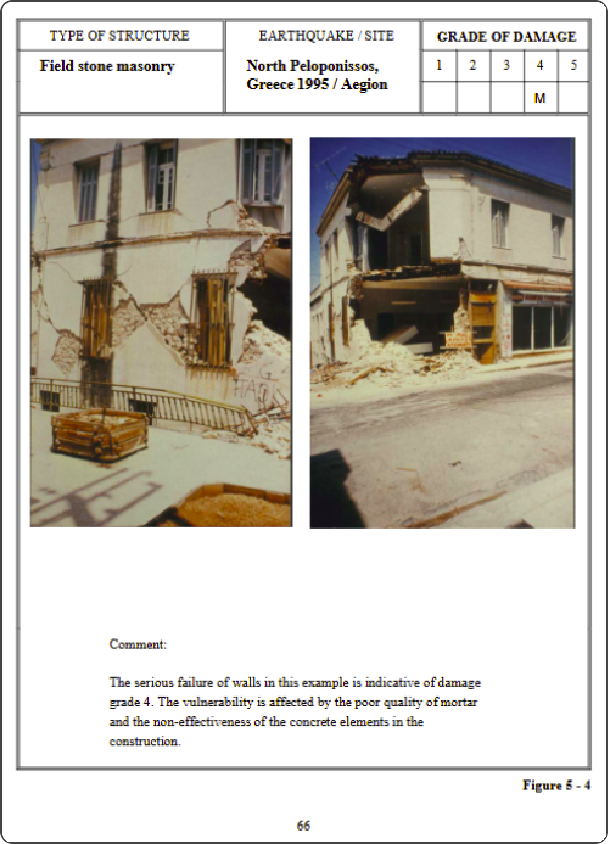 TYPE OF STRUCTURE
EARTHQUAKE / SITE
GRADE OF DAMAGE
Field stone masonry
North Peloponissos,
Greece 1995 / Aegion
1 2 3 4 5
M
Comment:
The serious failure of walls in this example is indicative of damage
grade 4. The vulnerability is affected by the poor quality of mortar
and the non-effectiveness of the concrete elements in the
construction.
Figure 5 - 4
66